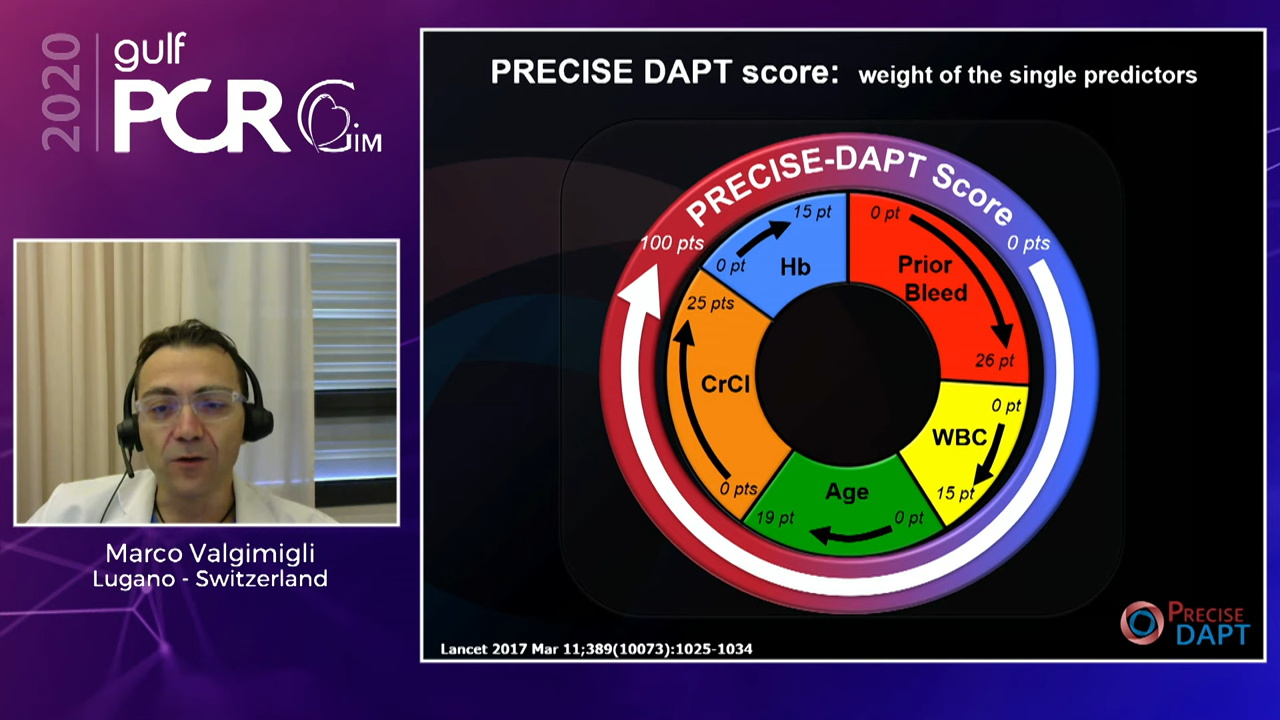 2020
gulf
PCR GIM
Marco Valgimigli
Lugano - Switzerland
PRECISE DAPT score: weight of the single predictors
PRECISE-DAPT Score
100 pts
0 pts
15 pt
0 pt
Hb
0 pt
Prior
Bleed
26 pt
0 pt
WBC
15 pt
Age
0 pt
19 pt
25 pts
CrCl
0 pts
Lancet 2017 Mar 11;389(10073):1025-1034
PRECISE
DAPT